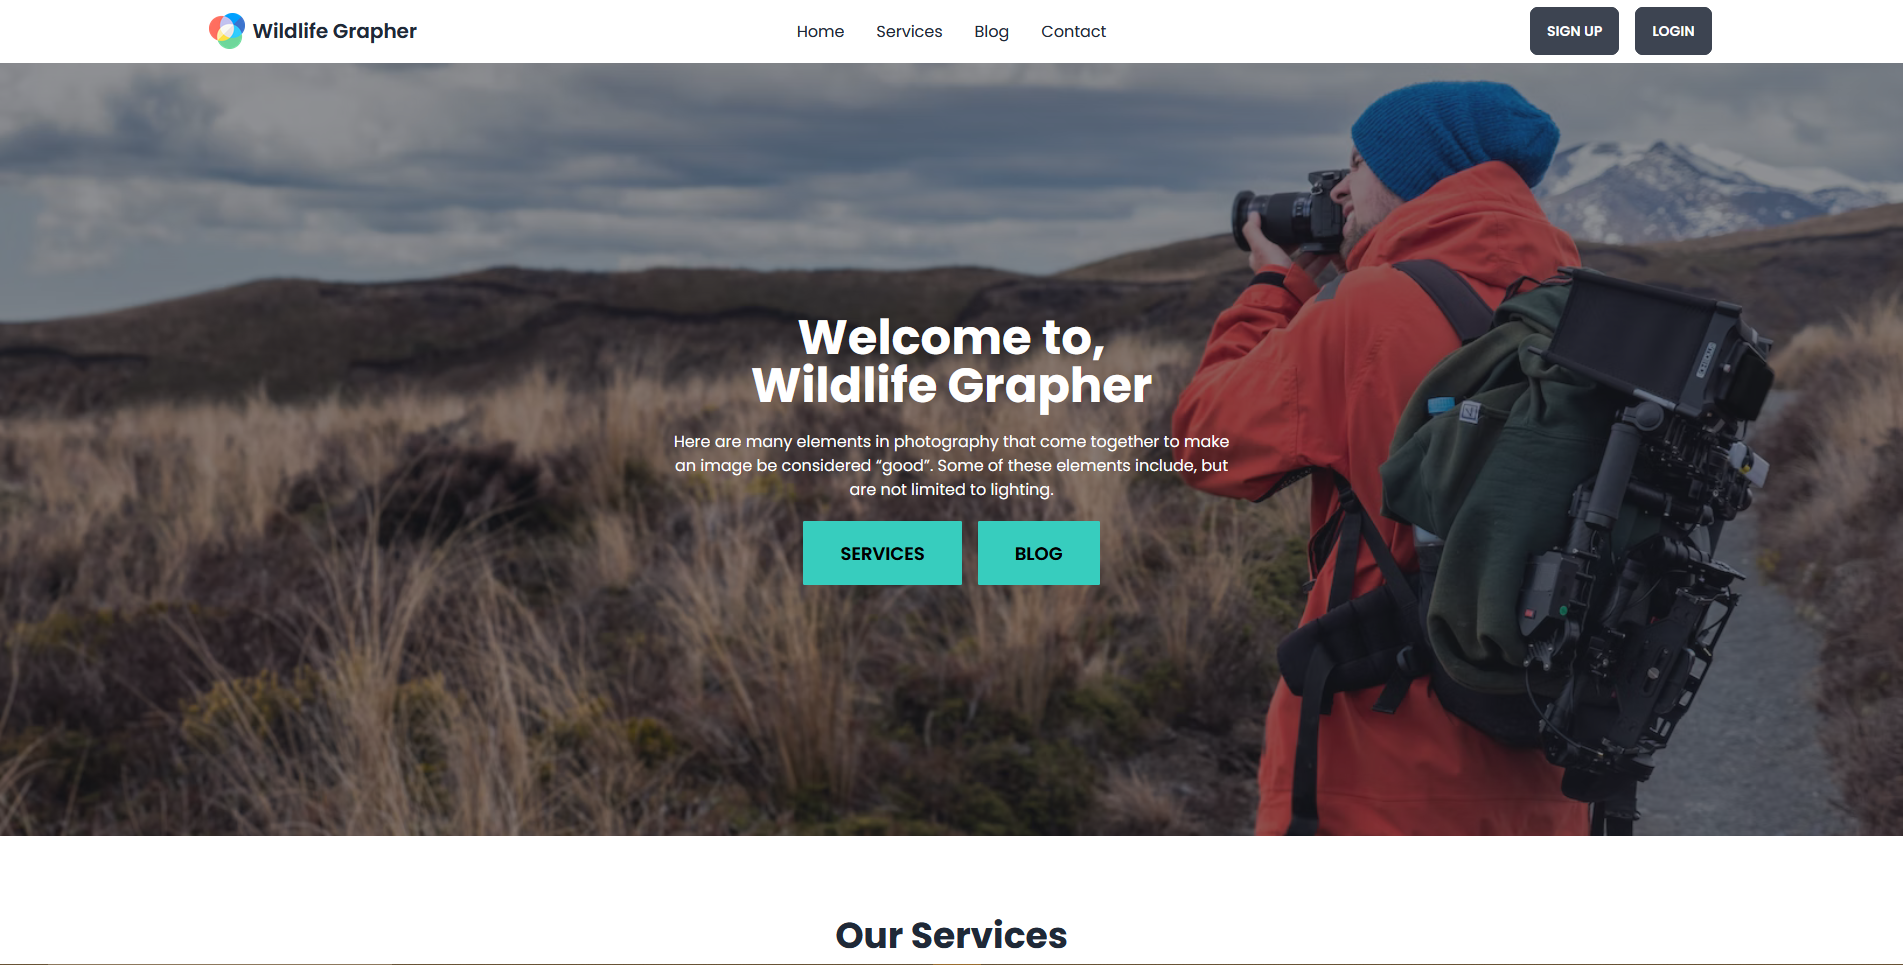 Wildlife Grapher
Home
Services
Blog
Contact
SIGN UP
LOGIN
Welcome to,
Wildlife Grapher
Here are many elements in photography that come together to make
an image be considered “good”. Some of these elements include, but
are not limited to lighting.
SERVICES
BLOG
Our Services